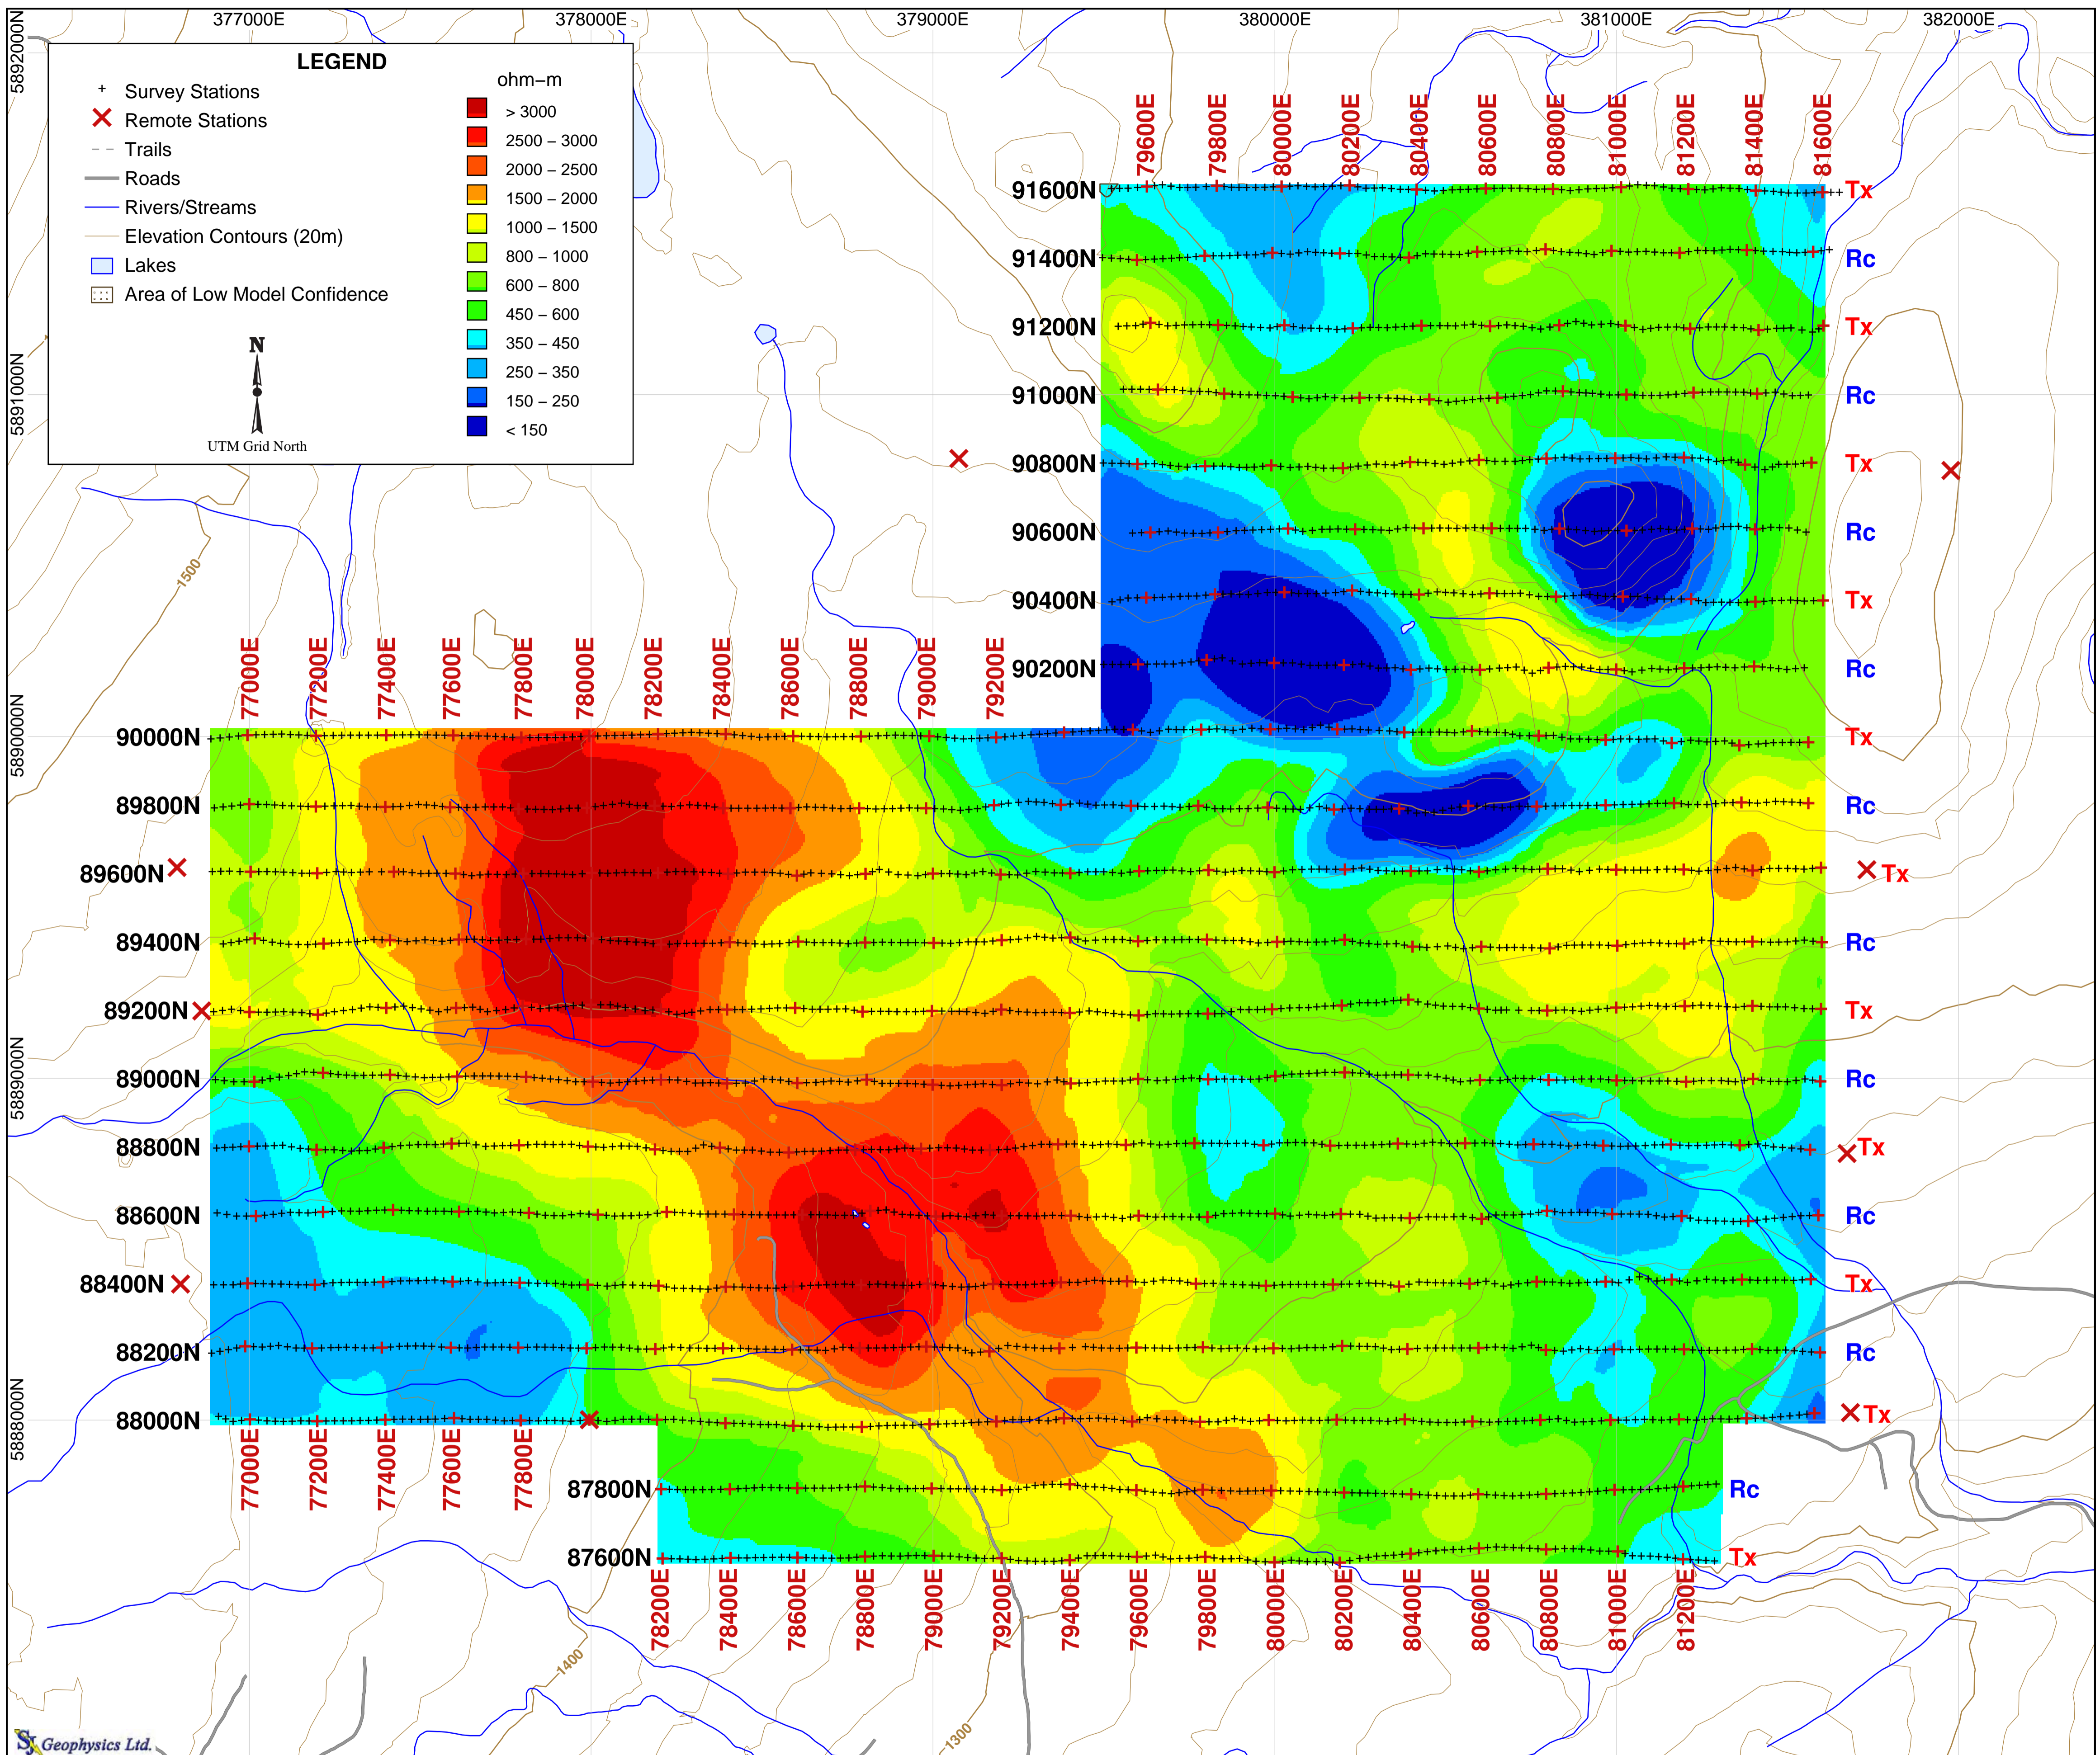 377000E 378000E 379000E 380000E 381000E 382000E
5892000N
5891000N
5890000N
5889000N
5888000N
LEGEND
Survey Stations
Remote Stations
Trails
Roads
Rivers/Streams
Elevation Contours (20m)
Lakes
Area of Low Model Confidence
N
UTM Grid North
ohm-m
> 3000
2500 - 3000
2000 - 2500
1500 - 2000
1000 - 1500
800 - 1000
600 - 800
450 - 600
350 - 450
250 - 350
150 - 250
< 150
79600E 79800E 80000E 80200E 80400E 80600E 80800E 81000E 81200E 81400E 81600E
91600N Tx
91400N Rc
91200N Tx
91000N Rc
90800N Tx
90600N Rc
1500
90400N Tx
90200N Rc
77000E 77200E 77400E 77600E 77800E 78000E 78200E 78400E 78600E 78800E 79000E 79200E
90000N Tx
89800N Rc
89600N Tx
89400N Rc
89200N Tx
89000N Rc
88800N Tx
88600N Rc
88400N Tx
88200N Rc
88000N Tx
77000E 77200E 77400E 77600E 77800E
87800N Rc
87600N Tx
78200E 78400E 78600E 78800E 79000E 79200E 79400E 79600E 79800E 80000E 80200E 80400E 80600E 80800E 81000E 81200E
1400
1300
SJ Geophysics Ltd.